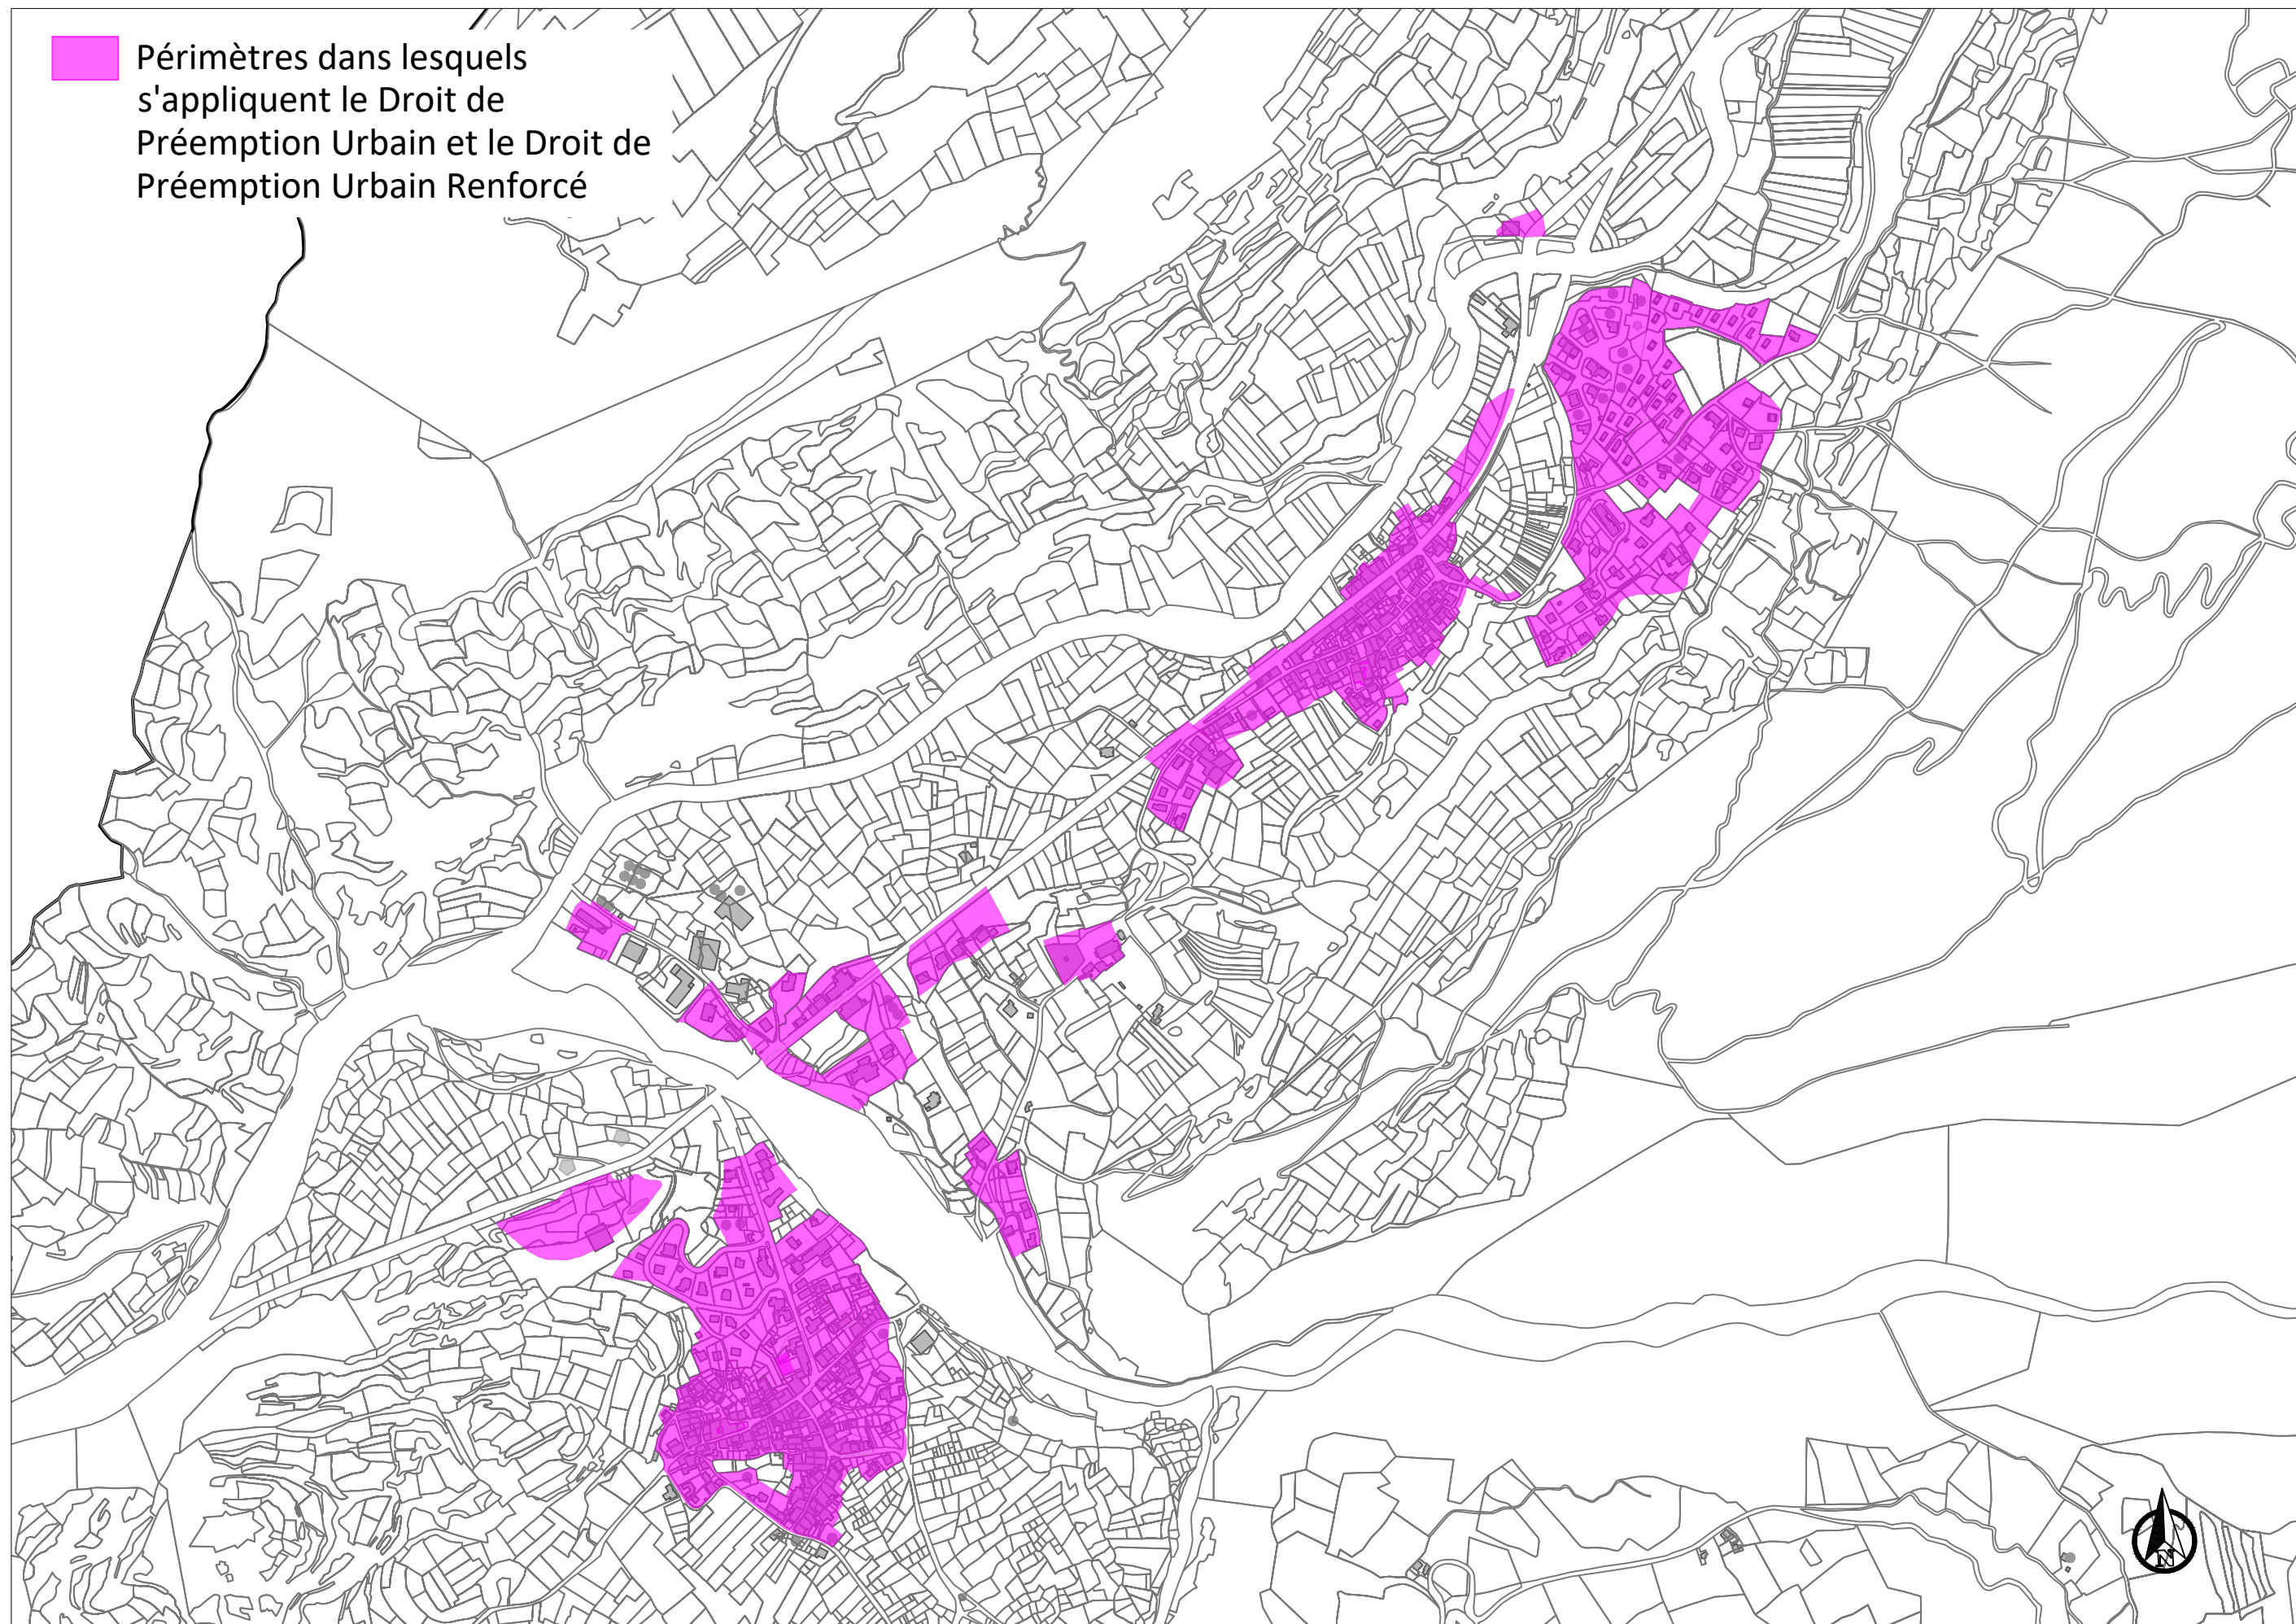 Périmètres dans lesquels
s'appliquent le Droit de
Préemption Urbain et le Droit de
Préemption Urbain Renforcé
N